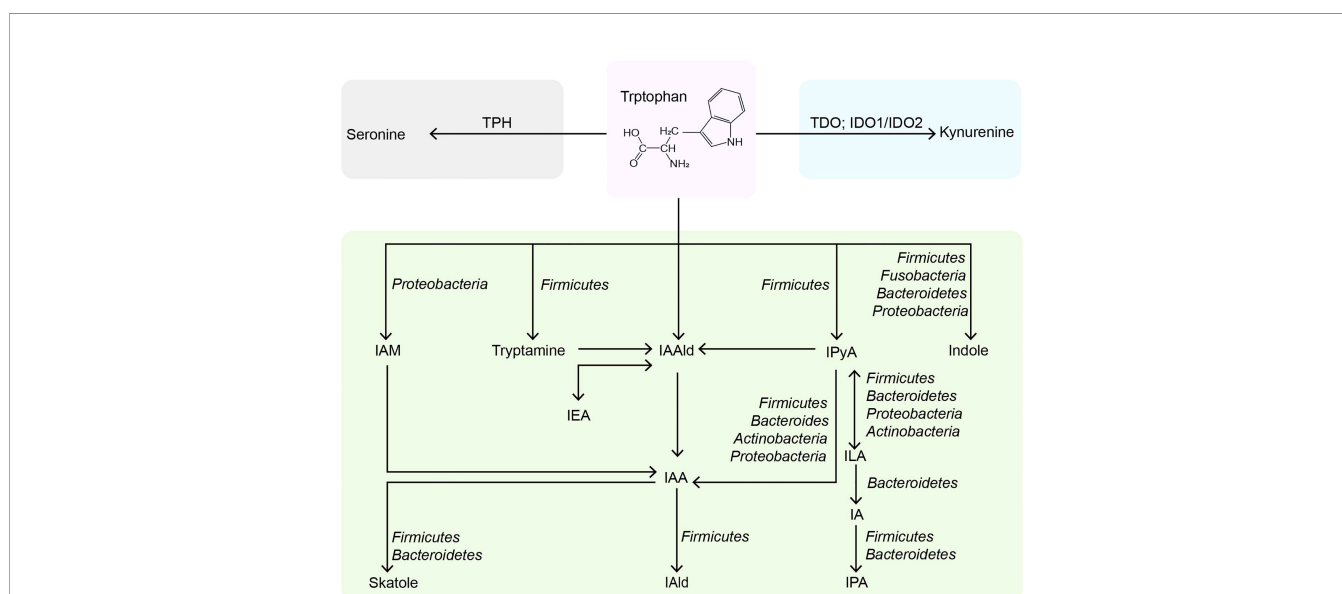 Trptophan
Seronine
TPH
TDO; IDO1/IDO2
Kynurenine
HO
H₂C
C
CH
NH
O
NH₂
Proteobacteria
Firmicutes
Firmicutes
Firmicutes
Fusobacteria
Bacteroidetes
Proteobacteria
IAM
Tryptamine
IAAld
IPyA
Indole
IEA
Firmicutes
Bacteroides
Actinobacteria
Proteobacteria
Firmicutes
Bacteroidetes
Proteobacteria
Actinobacteria
ILA
IAA
Bacteroidetes
IA
Firmicutes
Bacteroidetes
Firmicutes
Firmicutes
Bacteroidetes
Skatole
IAld
IPA